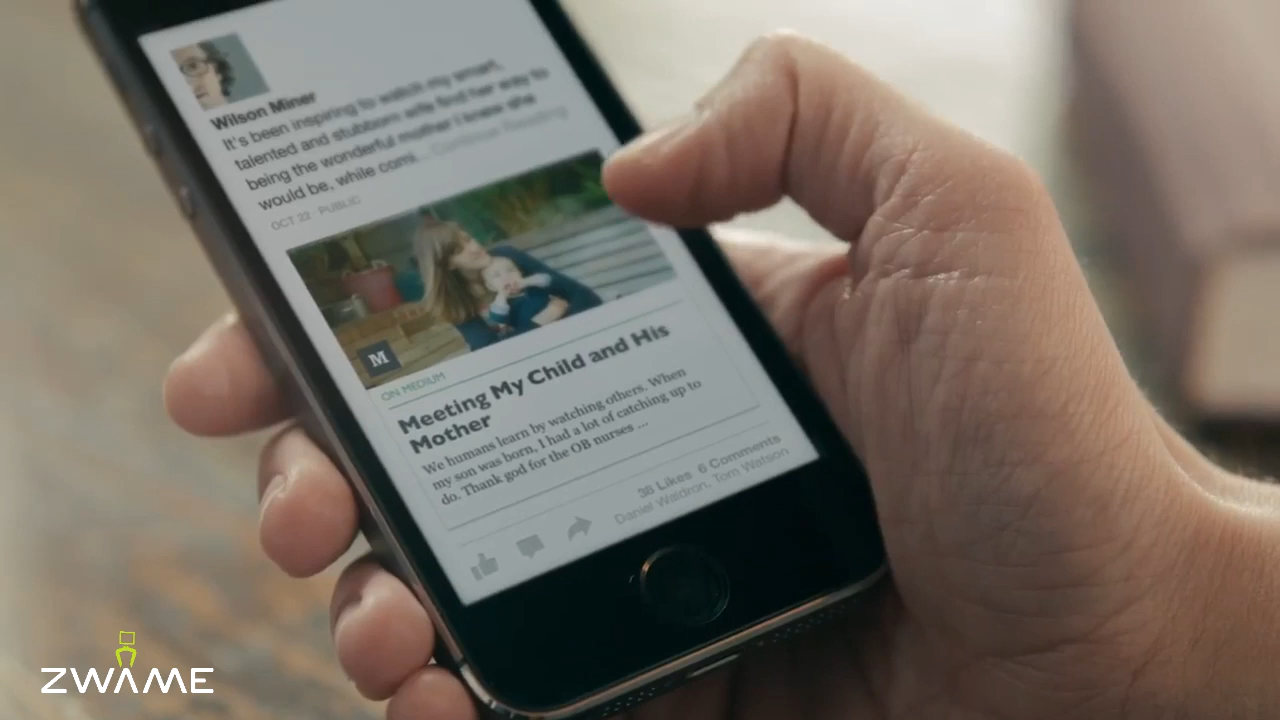 Wilson Miner
It's been inspiring to watch my smart,
talented and stubborn wife find her way to
being the wonderful mother I knew she
would be, while comi... Continue Reading
OCT 22 PUBLIC
M
ON MEDIUM
Meeting My Child and His
Mother
We humans learn by watching others. When
my son was born, I had a lot of catching up to
do. Thank god for the OB nurses ...
38 Likes 6 Comments
Daniel Waldron, Tom Watson
ZWAME